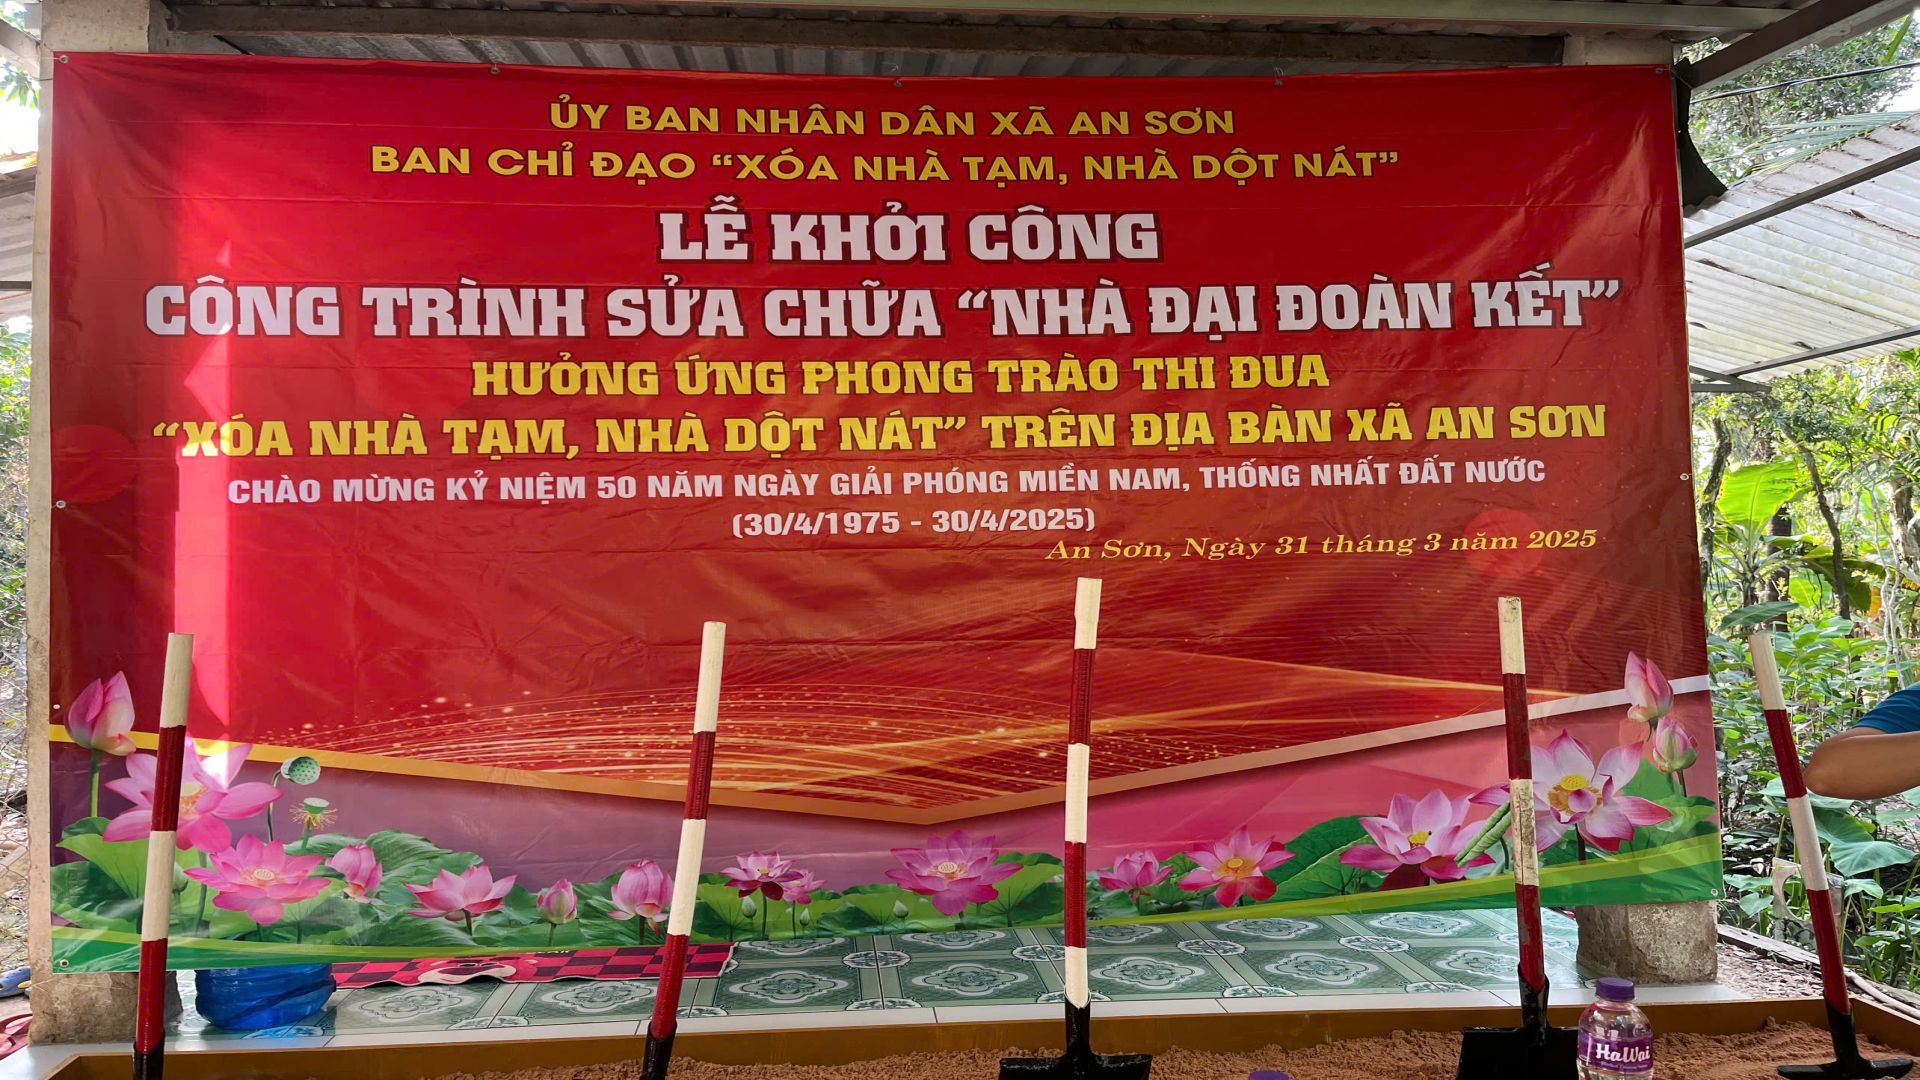 ỦY BAN NHÂN DÂN XÃ AN SƠN
BAN CHỈ ĐẠO “XÓA NHÀ TẠM, NHÀ DỘT NÁT”
LỄ KHỞI CÔNG
CÔNG TRÌNH SỬA CHỮA “NHÀ ĐẠI ĐOÀN KẾT”
HƯỞNG ỨNG PHONG TRÀO THI ĐUA
“XÓA NHÀ TẠM, NHÀ DỘT NÁT” TRÊN ĐỊA BÀN XÃ AN SƠN
CHÀO MỪNG KỶ NIỆM 50 NĂM NGÀY GIẢI PHÓNG MIỀN NAM, THỐNG NHẤT ĐẤT NƯỚC
(30/4/1975 - 30/4/2025)
An Sơn, Ngày 31 tháng 3 năm 2025
HaWai